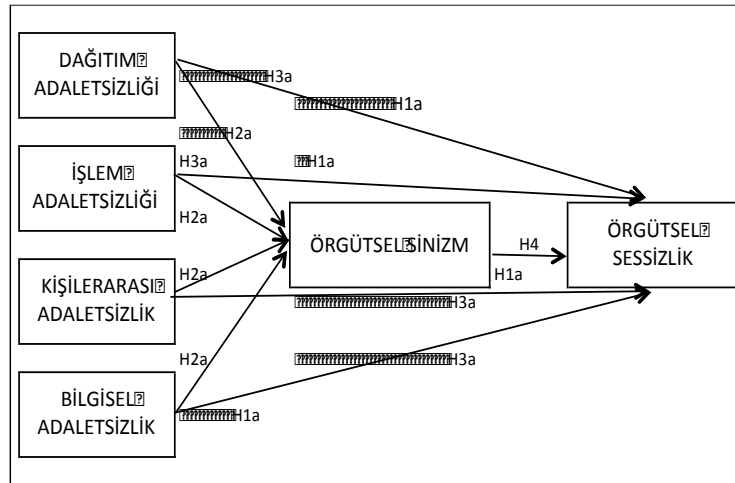 DAĞITIM
ADALETSİZLİĞİ
H3a
H1a
H2a
İŞLEM
ADALETSİZLİĞİ
H3a
H1a
H2a
ÖRGÜTSEL SİNİZM
H4
H1a
ÖRGÜTSEL
SESSİZLİK
KİŞİLERARASI
ADALETSİZLİK
H2a
H3a
BİLGİSEL
ADALETSİZLİK
H2a
H3a
H1a